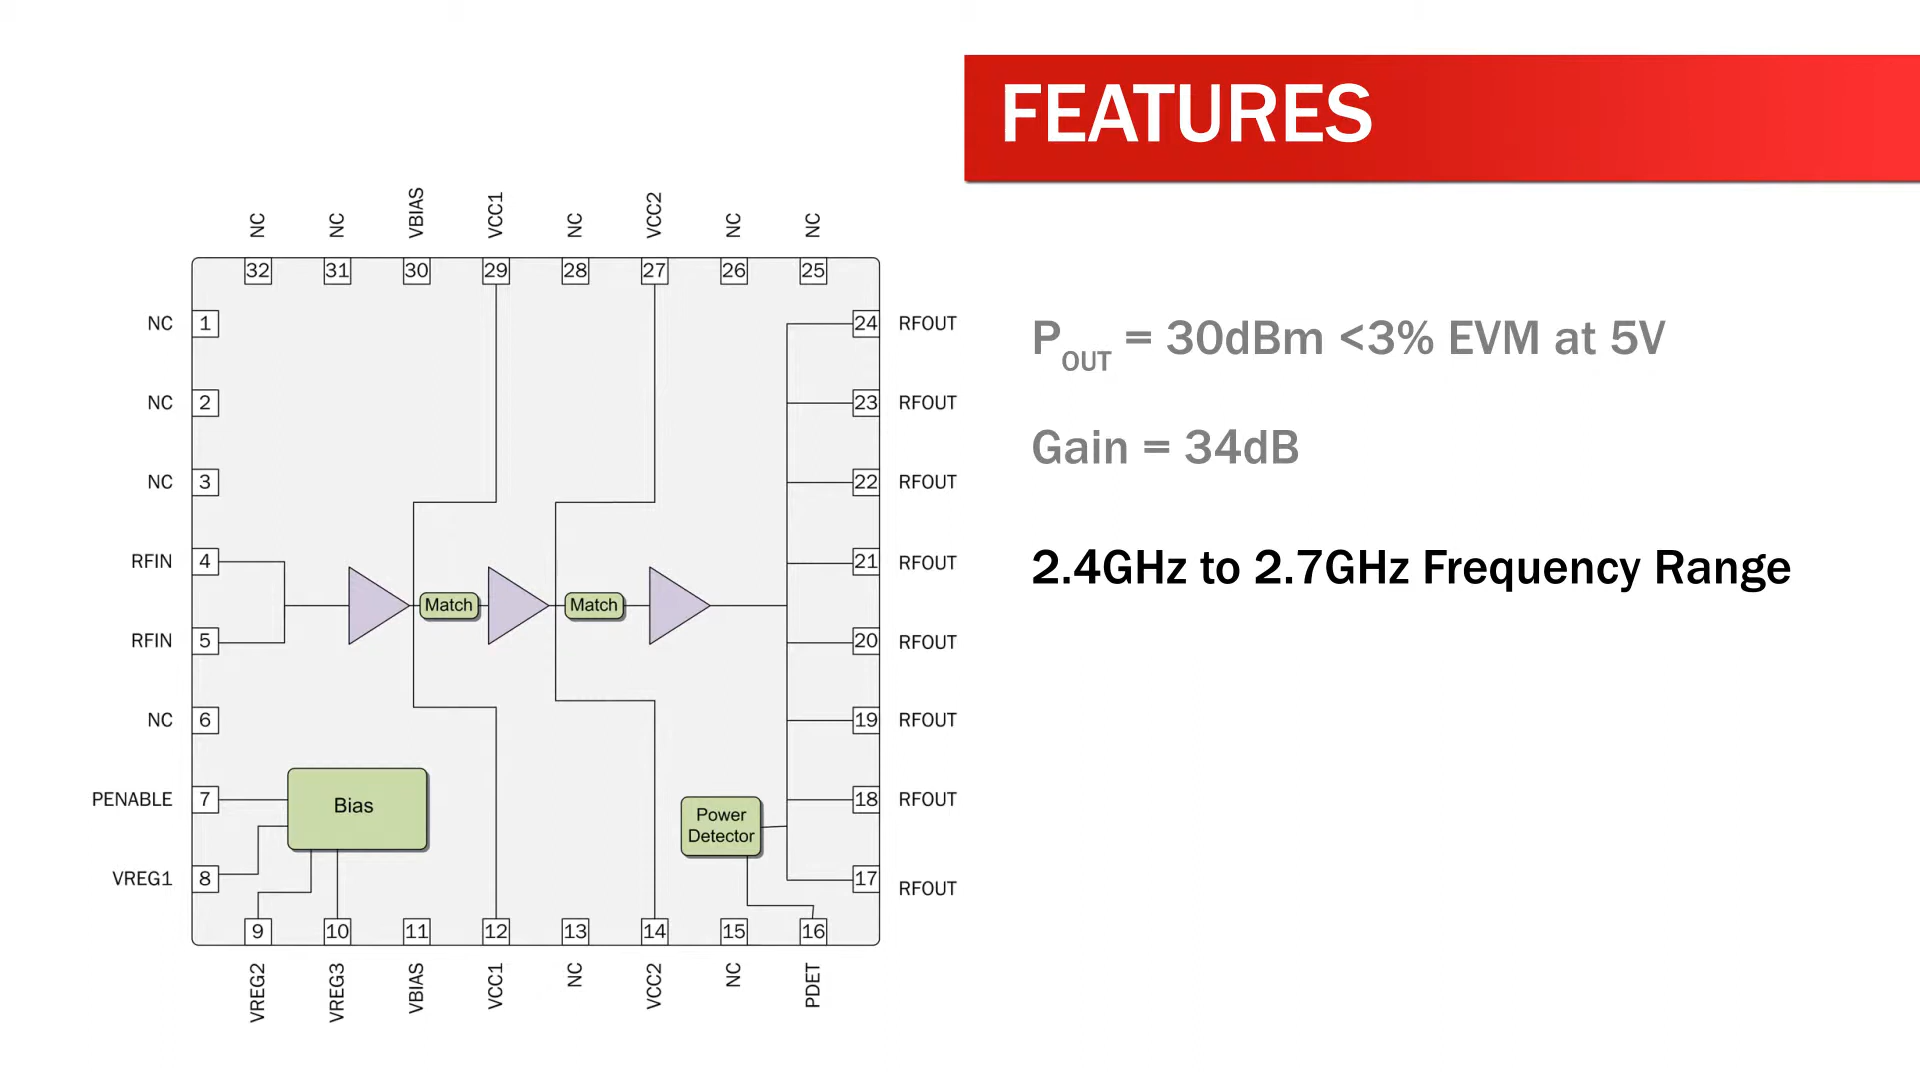 FEATURES
NC NC VBIAS VCC1 NC VCC2 NC NC
32 31 30 29 28 27 26 25
NC 1 24 RFOUT
NC 2 23 RFOUT
NC 3 22 RFOUT
RFIN 4 21 RFOUT
Match Match
RFIN 5 20 RFOUT
NC 6 19 RFOUT
PENABLE 7 Bias 18 RFOUT
Power
Detector
VREG1 8 17 RFOUT
9 10 11 12 13 14 15 16
VREG2 VREG3 VBIAS VCC1 NC VCC2 NC PDET
POUT = 30dBm <3% EVM at 5V
Gain = 34dB
2.4GHz to 2.7GHz Frequency Range